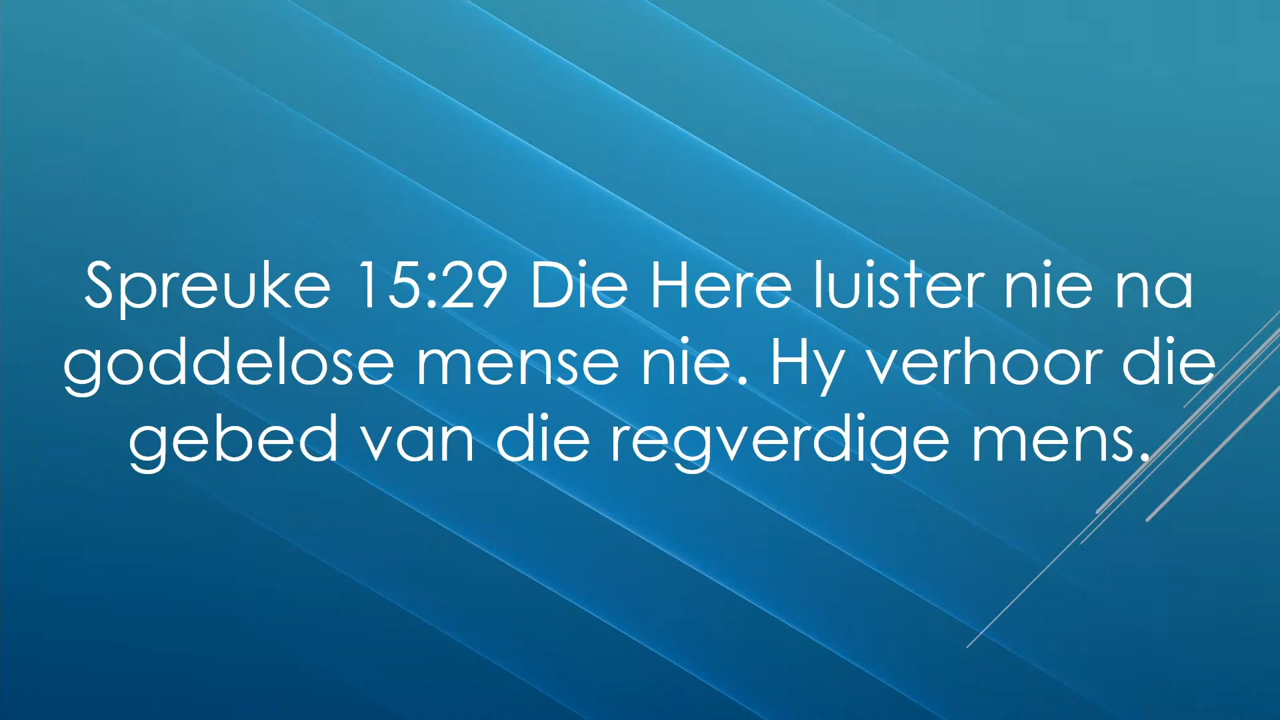 Spreuke 15:29 Die Here luister nie na
goddelose mense nie. Hy verhoor die
gebed van die regverdige mens.